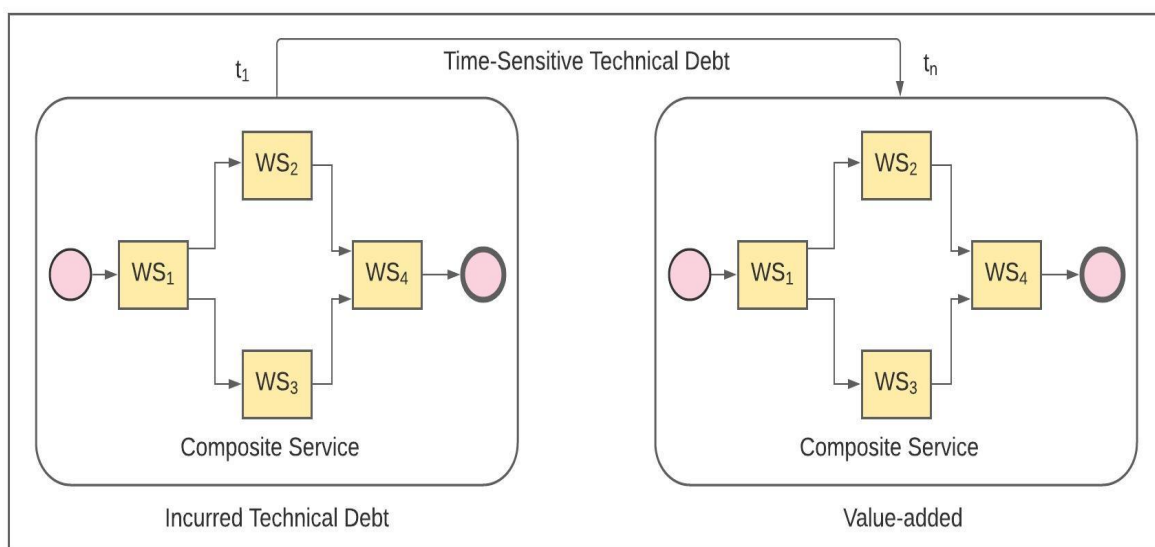 Time-Sensitive Technical Debt
t₁
tₙ
WS₂
WS₁
WS₄
WS₃
Composite Service
Incurred Technical Debt
WS₂
WS₁
WS₄
WS₃
Composite Service
Value-added